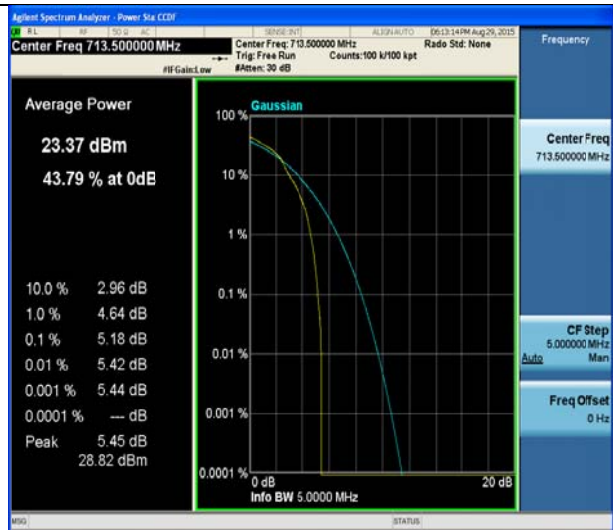 Agilent Spectrum Analyzer - Power Stat CCDF
RL RF 50 Ω AC SENSE:INT ALIGN AUTO 06:13:14 PM Aug 29, 2015
Center Freq 713.500000 MHz
Center Freq: 713.500000 MHz
Radio Std: None
Trig: Free Run
Counts:100 k/100 kpt
#IFGain:Low
#Atten: 30 dB
Frequency
Average Power
23.37 dBm
43.79 % at 0dB
10.0 % 2.96 dB
1.0 % 4.64 dB
0.1 % 5.18 dB
0.01 % 5.42 dB
0.001 % 5.44 dB
0.0001 % --- dB
Peak 5.45 dB
28.82 dBm
Gaussian
100 %
10 %
1 %
0.1 %
0.01 %
0.001 %
0.0001 %
0 dB
20 dB
Info BW 5.0000 MHz
Center Freq
713.500000 MHz
CF Step
5.000000 MHz
Auto Man
Freq Offset
0 Hz
MSG
STATUS